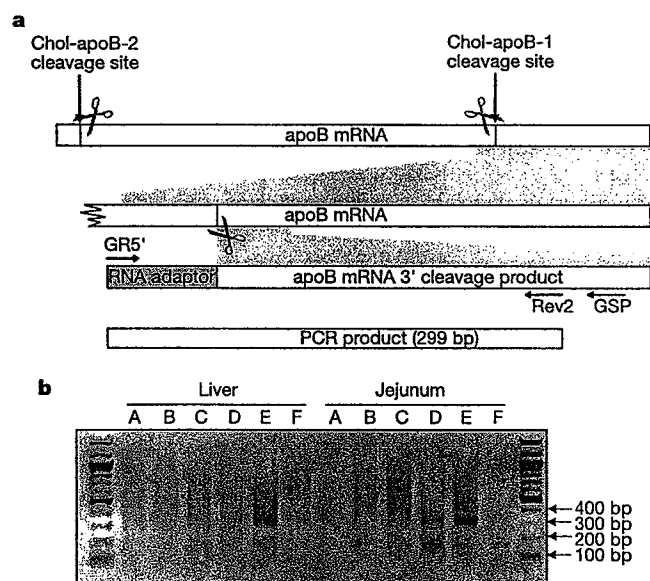 a
Chol-apoB-2
cleavage site
Chol-apoB-1
cleavage site
apoB mRNA
apoB mRNA
GR5'
RNA adaptor
apoB mRNA 3' cleavage product
Rev2
GSP
PCR product (299 bp)
b
Liver
Jejunum
A B C D E F A B C D E F
400 bp
300 bp
200 bp
100 bp